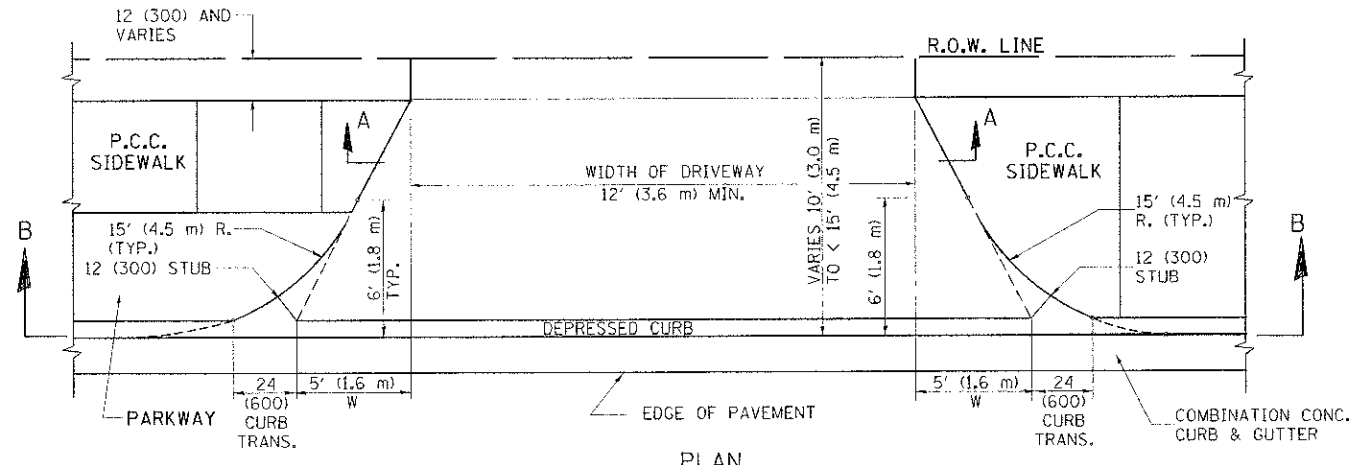 12 (300) AND
VARIES
R.O.W. LINE
A
A
P.C.C.
SIDEWALK
P.C.C.
SIDEWALK
WIDTH OF DRIVEWAY
12' (3.6 m) MIN.
VARIES 10' (3.0 m)
TO < 15' (4.5 m)
15' (4.5 m) R.
(TYP.)
12 (300) STUB
6' (1.8 m)
TYP.
6' (1.8 m)
15' (4.5 m)
R. (TYP.)
12 (300)
STUB
B
B
DEPRESSED CURB
24
(600)
CURB
TRANS.
5' (1.6 m)
W
5' (1.6 m)
W
24
(600)
CURB
TRANS.
PARKWAY
EDGE OF PAVEMENT
COMBINATION CONC.
CURB & GUTTER
PLAN